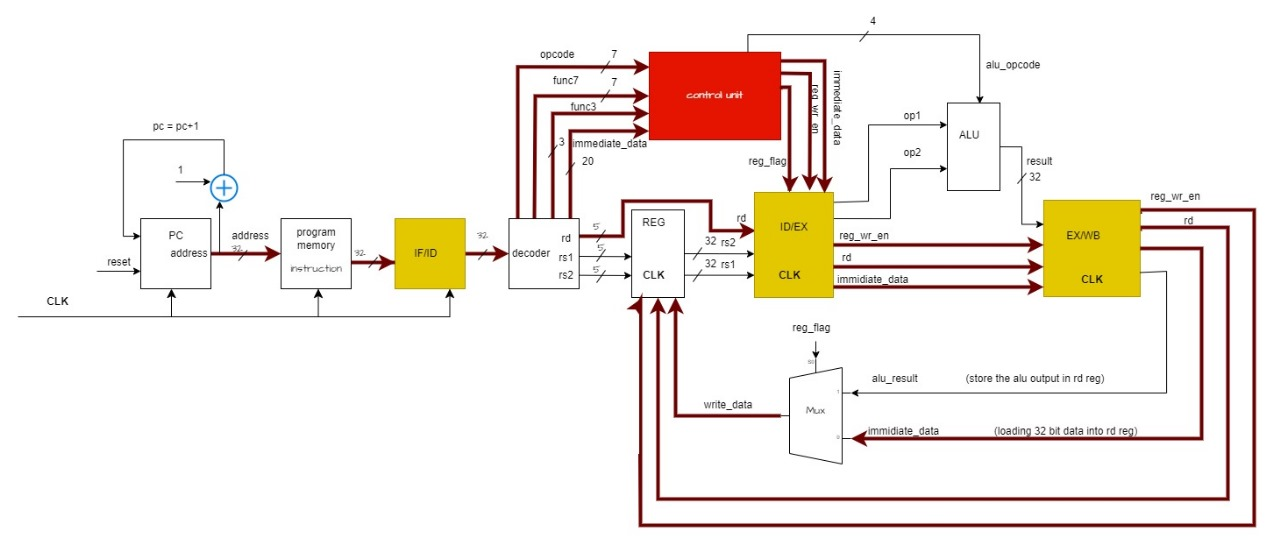 4
opcode
7
func7
7
func3
3
immediate_data
20
control unit
immediate_data
reg_wr_en
reg_flag
alu_opcode
op1
op2
ALU
result
32
pc = pc+1
1
PC
address
reset
CLK
address
32
program
memory
instruction
32
IF/ID
32
decoder
rd
rs1
rs2
5
5
5
REG
CLK
32 rs2
32 rs1
rd
ID/EX
CLK
reg_wr_en
rd
immidiate_data
EX/WB
CLK
reg_wr_en
rd
reg_flag
Mux
alu_result (store the alu output in rd reg)
write_data
immidiate_data (loading 32 bit data into rd reg)